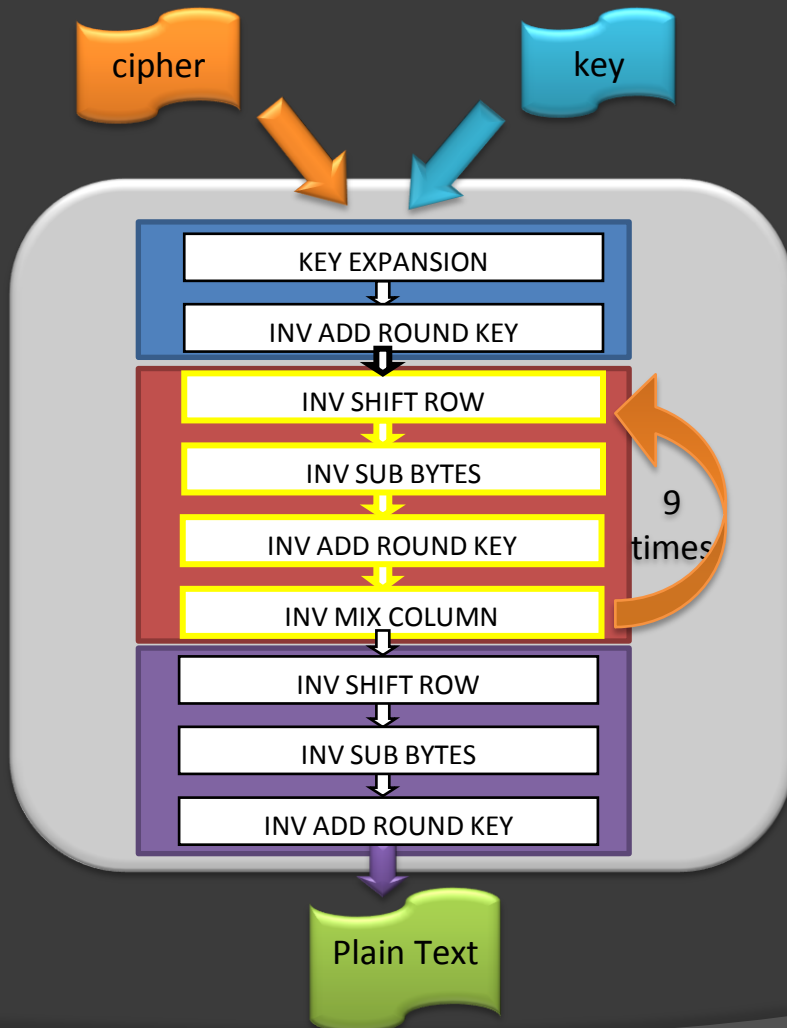 cipher
key
KEY EXPANSION
INV ADD ROUND KEY
INV SHIFT ROW
INV SUB BYTES
INV ADD ROUND KEY
INV MIX COLUMN
9
times
INV SHIFT ROW
INV SUB BYTES
INV ADD ROUND KEY
Plain Text